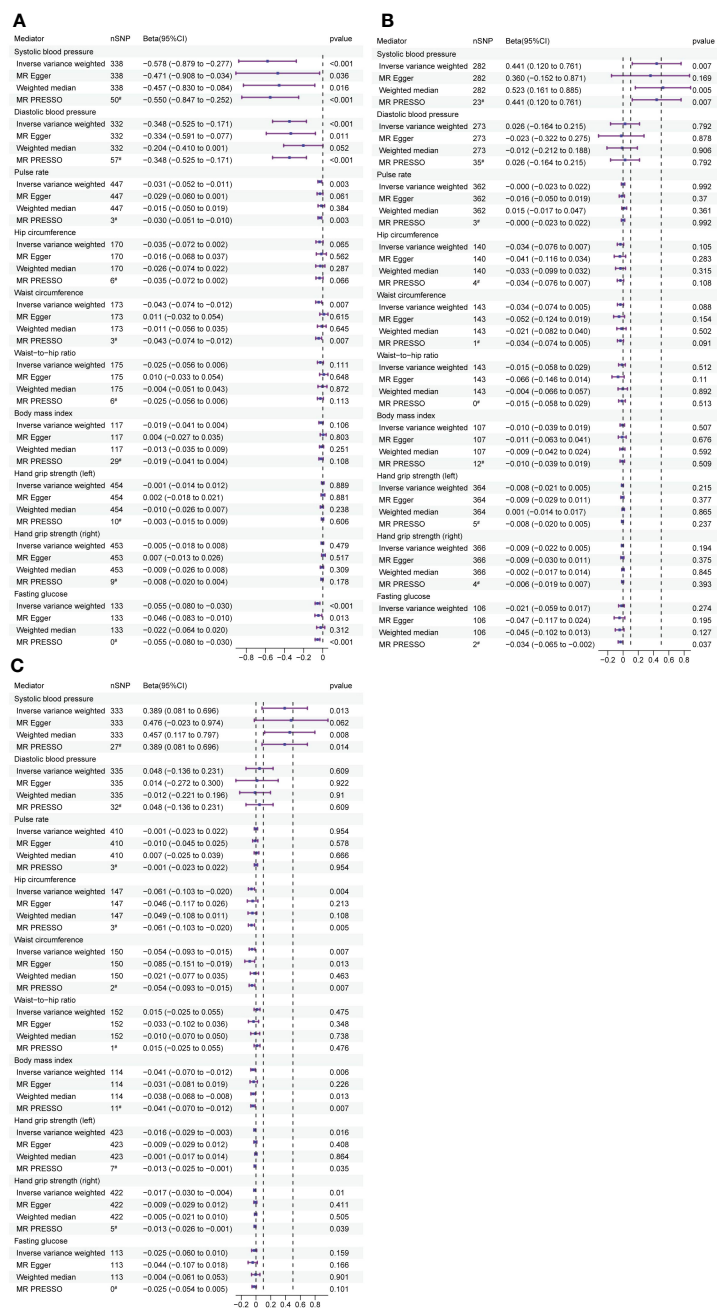 A
Mediator nSNP Beta(95%CI) pvalue
Systolic blood pressure
Inverse variance weighted 338 −0.578 (−0.879 to −0.277) <0.001
MR Egger 338 −0.471 (−0.908 to −0.034) 0.036
Weighted median 338 −0.457 (−0.830 to −0.084) 0.016
MR PRESSO 50# −0.550 (−0.847 to −0.252) <0.001
Diastolic blood pressure
Inverse variance weighted 332 −0.348 (−0.525 to −0.171) <0.001
MR Egger 332 −0.334 (−0.591 to −0.077) 0.011
Weighted median 332 −0.204 (−0.410 to 0.001) 0.052
MR PRESSO 57# −0.348 (−0.525 to −0.171) <0.001
Pulse rate
Inverse variance weighted 447 −0.031 (−0.052 to −0.011) 0.003
MR Egger 447 −0.029 (−0.060 to 0.001) 0.061
Weighted median 447 −0.015 (−0.050 to 0.019) 0.384
MR PRESSO 3# −0.030 (−0.051 to −0.010) 0.003
Hip circumference
Inverse variance weighted 170 −0.035 (−0.072 to 0.002) 0.065
MR Egger 170 −0.016 (−0.068 to 0.037) 0.562
Weighted median 170 −0.026 (−0.074 to 0.022) 0.287
MR PRESSO 6# −0.035 (−0.072 to 0.002) 0.066
Waist circumference
Inverse variance weighted 173 −0.043 (−0.074 to −0.012) 0.007
MR Egger 173 0.011 (−0.032 to 0.054) 0.615
Weighted median 173 −0.011 (−0.056 to 0.035) 0.645
MR PRESSO 3# −0.043 (−0.074 to −0.012) 0.007
Waist−to−hip ratio
Inverse variance weighted 175 −0.025 (−0.056 to 0.006) 0.111
MR Egger 175 0.010 (−0.033 to 0.054) 0.648
Weighted median 175 −0.004 (−0.051 to 0.043) 0.872
MR PRESSO 6# −0.025 (−0.056 to 0.006) 0.113
Body mass index
Inverse variance weighted 117 −0.019 (−0.041 to 0.004) 0.106
MR Egger 117 0.004 (−0.027 to 0.035) 0.803
Weighted median 117 −0.013 (−0.035 to 0.009) 0.251
MR PRESSO 29# −0.019 (−0.041 to 0.004) 0.108
Hand grip strength (left)
Inverse variance weighted 454 −0.001 (−0.014 to 0.012) 0.889
MR Egger 454 0.002 (−0.018 to 0.021) 0.881
Weighted median 454 −0.010 (−0.026 to 0.007) 0.238
MR PRESSO 10# −0.003 (−0.015 to 0.009) 0.606
Hand grip strength (right)
Inverse variance weighted 453 −0.005 (−0.018 to 0.008) 0.479
MR Egger 453 0.007 (−0.013 to 0.026) 0.517
Weighted median 453 −0.009 (−0.026 to 0.008) 0.309
MR PRESSO 9# −0.008 (−0.020 to 0.004) 0.178
Fasting glucose
Inverse variance weighted 133 −0.055 (−0.080 to −0.030) <0.001
MR Egger 133 −0.046 (−0.083 to −0.010) 0.013
Weighted median 133 −0.022 (−0.064 to 0.020) 0.312
MR PRESSO 0# −0.055 (−0.080 to −0.030) <0.001
−0.8 −0.6 −0.4 −0.2 0
B
Mediator nSNP Beta(95%CI) pvalue
Systolic blood pressure
Inverse variance weighted 282 0.441 (0.120 to 0.761) 0.007
MR Egger 282 0.360 (−0.152 to 0.871) 0.169
Weighted median 282 0.523 (0.161 to 0.885) 0.005
MR PRESSO 23# 0.441 (0.120 to 0.761) 0.007
Diastolic blood pressure
Inverse variance weighted 273 0.026 (−0.164 to 0.215) 0.792
MR Egger 273 −0.023 (−0.322 to 0.275) 0.878
Weighted median 273 −0.012 (−0.212 to 0.188) 0.906
MR PRESSO 35# 0.026 (−0.164 to 0.215) 0.792
Pulse rate
Inverse variance weighted 362 −0.000 (−0.023 to 0.022) 0.992
MR Egger 362 −0.016 (−0.050 to 0.019) 0.37
Weighted median 362 0.015 (−0.017 to 0.047) 0.361
MR PRESSO 3# −0.000 (−0.023 to 0.022) 0.992
Hip circumference
Inverse variance weighted 140 −0.034 (−0.076 to 0.007) 0.105
MR Egger 140 −0.041 (−0.116 to 0.034) 0.283
Weighted median 140 −0.033 (−0.099 to 0.032) 0.315
MR PRESSO 4# −0.034 (−0.076 to 0.007) 0.108
Waist circumference
Inverse variance weighted 143 −0.034 (−0.074 to 0.005) 0.088
MR Egger 143 −0.052 (−0.124 to 0.019) 0.154
Weighted median 143 −0.021 (−0.082 to 0.040) 0.502
MR PRESSO 1# −0.034 (−0.074 to 0.005) 0.091
Waist−to−hip ratio
Inverse variance weighted 143 −0.015 (−0.058 to 0.029) 0.512
MR Egger 143 −0.066 (−0.146 to 0.014) 0.11
Weighted median 143 −0.004 (−0.066 to 0.057) 0.892
MR PRESSO 0# −0.015 (−0.058 to 0.029) 0.513
Body mass index
Inverse variance weighted 107 −0.010 (−0.039 to 0.019) 0.507
MR Egger 107 −0.011 (−0.063 to 0.041) 0.676
Weighted median 107 −0.009 (−0.042 to 0.024) 0.592
MR PRESSO 12# −0.010 (−0.039 to 0.019) 0.509
Hand grip strength (left)
Inverse variance weighted 364 −0.008 (−0.021 to 0.005) 0.215
MR Egger 364 −0.009 (−0.029 to 0.011) 0.377
Weighted median 364 0.001 (−0.014 to 0.017) 0.865
MR PRESSO 5# −0.008 (−0.020 to 0.005) 0.237
Hand grip strength (right)
Inverse variance weighted 366 −0.009 (−0.022 to 0.005) 0.194
MR Egger 366 −0.009 (−0.030 to 0.011) 0.375
Weighted median 366 −0.002 (−0.017 to 0.014) 0.845
MR PRESSO 4# −0.006 (−0.019 to 0.007) 0.393
Fasting glucose
Inverse variance weighted 106 −0.021 (−0.059 to 0.017) 0.274
MR Egger 106 −0.047 (−0.117 to 0.024) 0.195
Weighted median 106 −0.045 (−0.102 to 0.013) 0.127
MR PRESSO 2# −0.034 (−0.065 to −0.002) 0.037
−0.2 0 0.2 0.4 0.6 0.8
C
Mediator nSNP Beta(95%CI) pvalue
Systolic blood pressure
Inverse variance weighted 333 0.389 (0.081 to 0.696) 0.013
MR Egger 333 0.476 (−0.023 to 0.974) 0.062
Weighted median 333 0.457 (0.117 to 0.797) 0.008
MR PRESSO 27# 0.389 (0.081 to 0.696) 0.014
Diastolic blood pressure
Inverse variance weighted 335 0.048 (−0.136 to 0.231) 0.609
MR Egger 335 0.014 (−0.272 to 0.300) 0.922
Weighted median 335 −0.012 (−0.221 to 0.196) 0.91
MR PRESSO 32# 0.048 (−0.136 to 0.231) 0.609
Pulse rate
Inverse variance weighted 410 −0.001 (−0.023 to 0.022) 0.954
MR Egger 410 −0.010 (−0.045 to 0.025) 0.578
Weighted median 410 0.007 (−0.025 to 0.039) 0.666
MR PRESSO 3# −0.001 (−0.023 to 0.022) 0.954
Hip circumference
Inverse variance weighted 147 −0.061 (−0.103 to −0.020) 0.004
MR Egger 147 −0.046 (−0.117 to 0.026) 0.213
Weighted median 147 −0.049 (−0.108 to 0.011) 0.108
MR PRESSO 3# −0.061 (−0.103 to −0.020) 0.005
Waist circumference
Inverse variance weighted 150 −0.054 (−0.093 to −0.015) 0.007
MR Egger 150 −0.085 (−0.151 to −0.019) 0.013
Weighted median 150 −0.021 (−0.077 to 0.035) 0.463
MR PRESSO 2# −0.054 (−0.093 to −0.015) 0.007
Waist−to−hip ratio
Inverse variance weighted 152 0.015 (−0.025 to 0.055) 0.475
MR Egger 152 −0.033 (−0.102 to 0.036) 0.348
Weighted median 152 −0.010 (−0.070 to 0.050) 0.738
MR PRESSO 1# 0.015 (−0.025 to 0.055) 0.476
Body mass index
Inverse variance weighted 114 −0.041 (−0.070 to −0.012) 0.006
MR Egger 114 −0.031 (−0.081 to 0.019) 0.226
Weighted median 114 −0.038 (−0.068 to −0.008) 0.013
MR PRESSO 11# −0.041 (−0.070 to −0.012) 0.007
Hand grip strength (left)
Inverse variance weighted 423 −0.016 (−0.029 to −0.003) 0.016
MR Egger 423 −0.009 (−0.029 to 0.012) 0.408
Weighted median 423 −0.001 (−0.017 to 0.014) 0.864
MR PRESSO 7# −0.013 (−0.025 to −0.001) 0.035
Hand grip strength (right)
Inverse variance weighted 422 −0.017 (−0.030 to −0.004) 0.01
MR Egger 422 −0.009 (−0.029 to 0.012) 0.411
Weighted median 422 −0.005 (−0.021 to 0.010) 0.505
MR PRESSO 5# −0.013 (−0.026 to −0.001) 0.039
Fasting glucose
Inverse variance weighted 113 −0.025 (−0.060 to 0.010) 0.159
MR Egger 113 −0.044 (−0.107 to 0.018) 0.166
Weighted median 113 −0.004 (−0.061 to 0.053) 0.901
MR PRESSO 0# −0.025 (−0.054 to 0.005) 0.101
−0.2 0 0.2 0.4 0.6 0.8